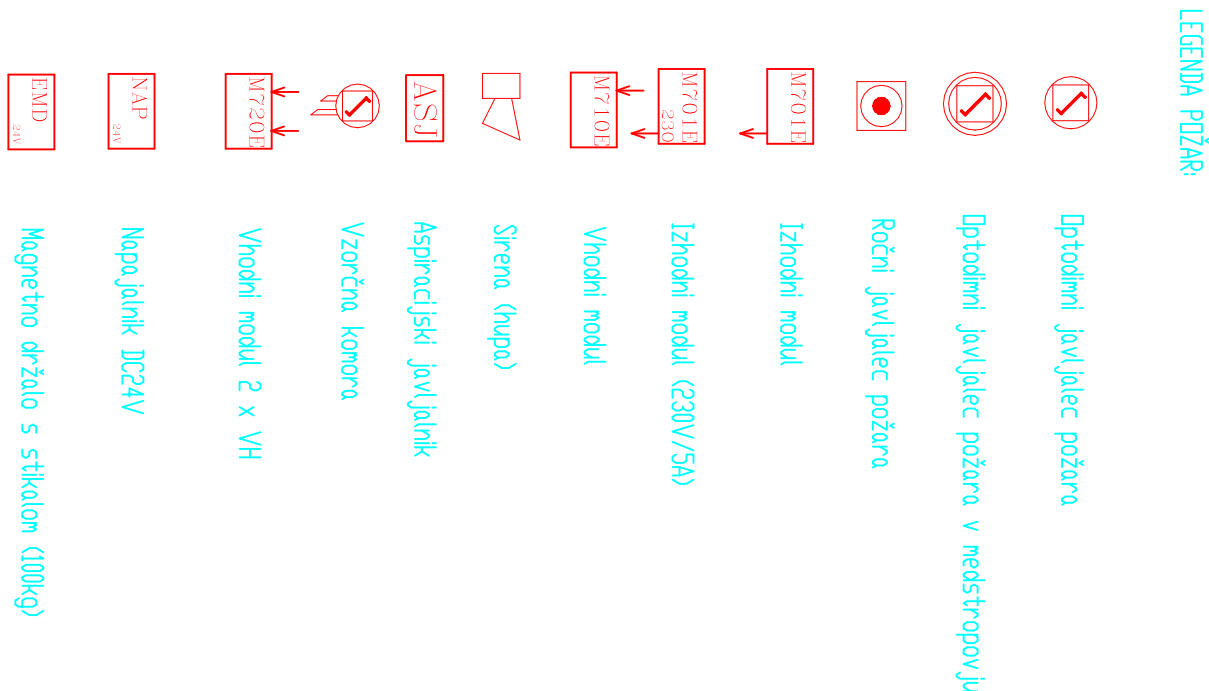 LEGENDA POŽAR:
Optodimni javljalec požara
Optodimni javljalec požara v medstropovju
Ročni javljalec požara
M701E
Izhodni modul
M701E
230
Izhodni modul (230V/5A)
M710E
Vhodni modul
Sirena (hupa)
ASJ
Aspiracijski javljalnik
Vzorčna komora
M720E
Vhodni modul 2 x VH
NAP
24V
Napajalnik DC24V
EMD
24V
Magnetno držalo s stikalom (100kg)